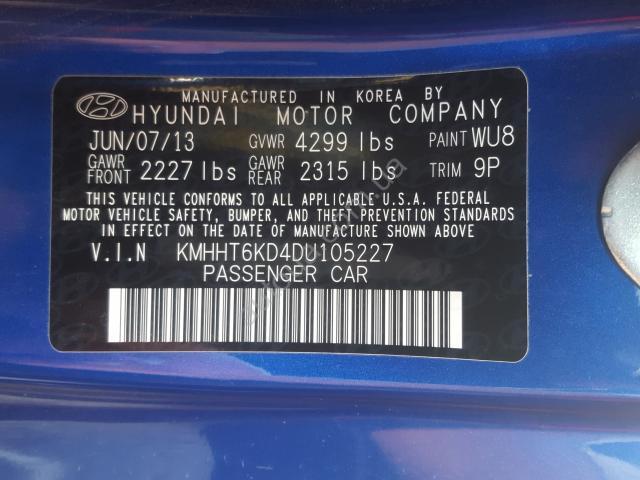 MANUFACTURED IN KOREA BY
HYUNDAI MOTOR COMPANY
JUN/07/13 GVWR 4299 lbs PAINT WU8
GAWR FRONT 2227 lbs GAWR REAR 2315 lbs TRIM 9P
THIS VEHICLE CONFORMS TO ALL APPLICABLE U.S.A. FEDERAL
MOTOR VEHICLE SAFETY, BUMPER, AND THEFT PREVENTION STANDARDS
IN EFFECT ON THE DATE OF MANUFACTURE SHOWN ABOVE.
V.I.N KMHHT6KD4DU105227
PASSENGER CAR